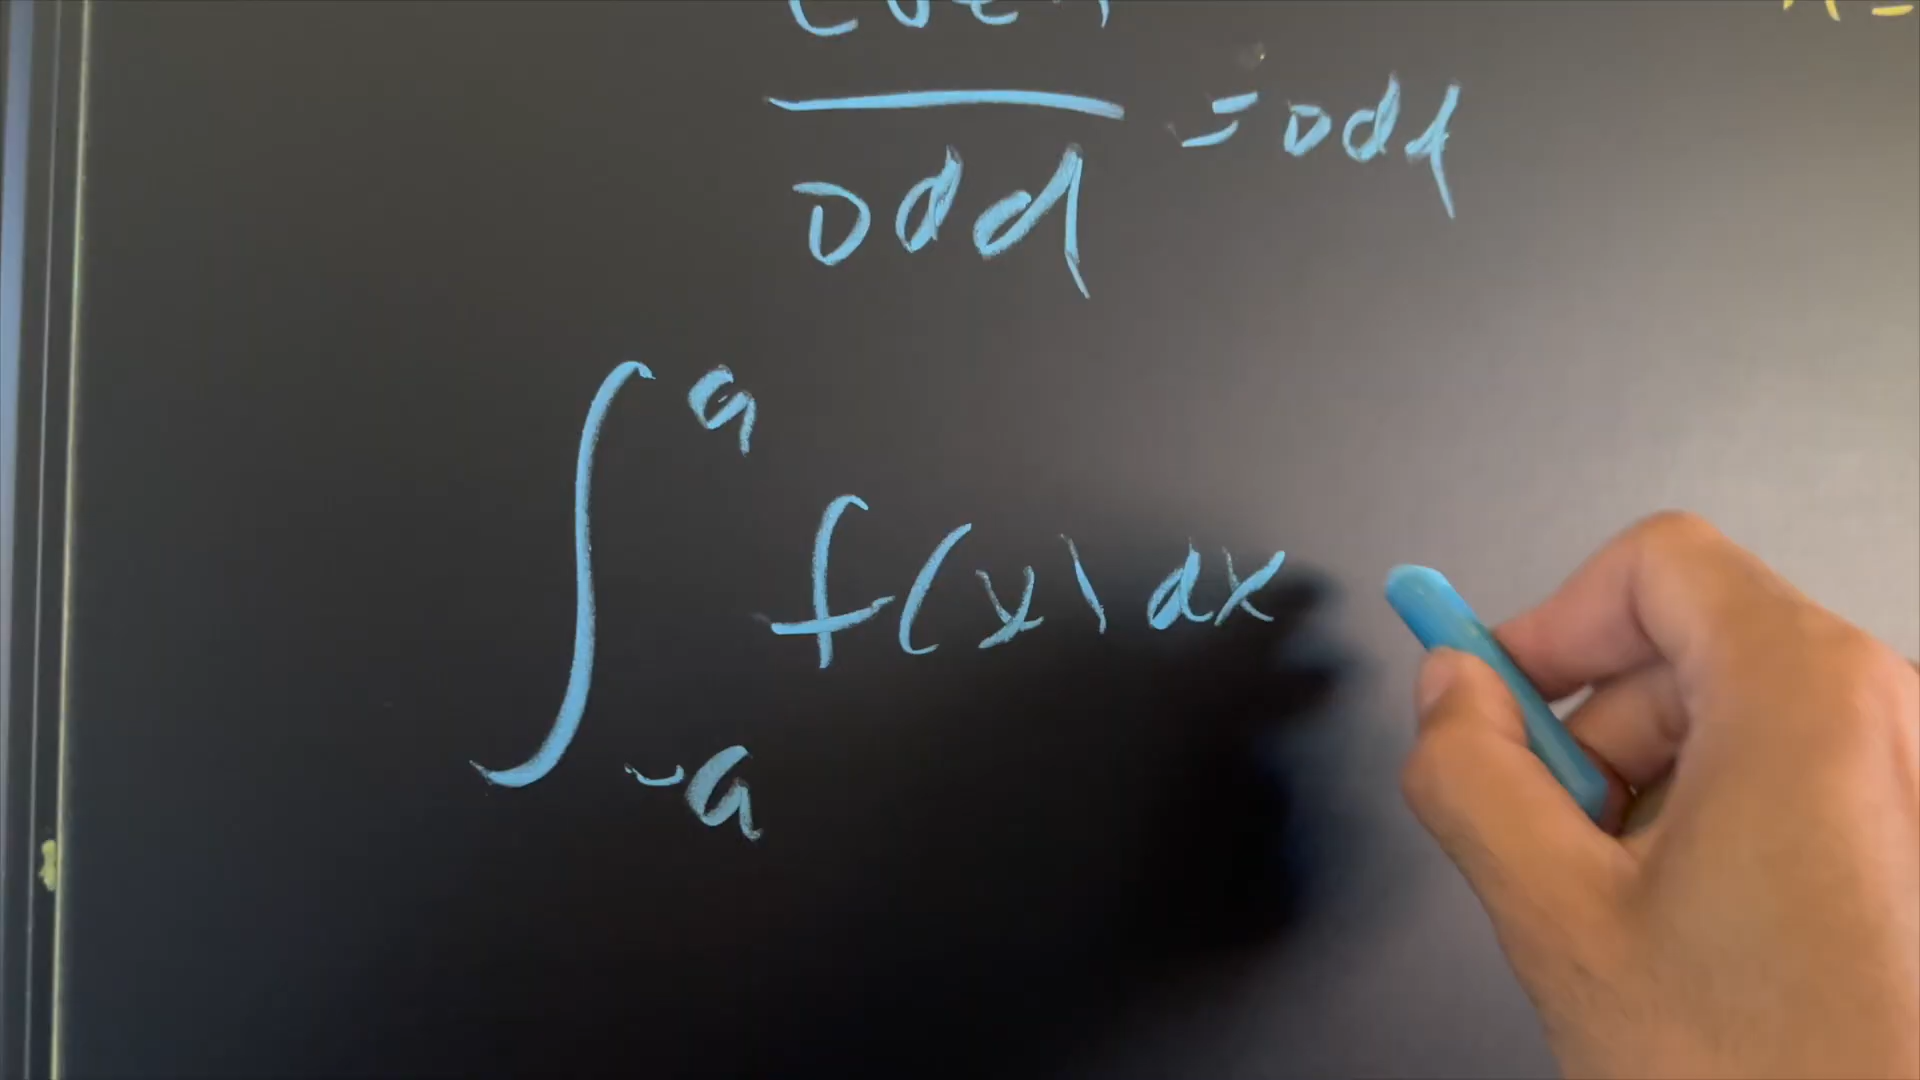 odd = odd
∫_{-a}^{a} f(x) dx